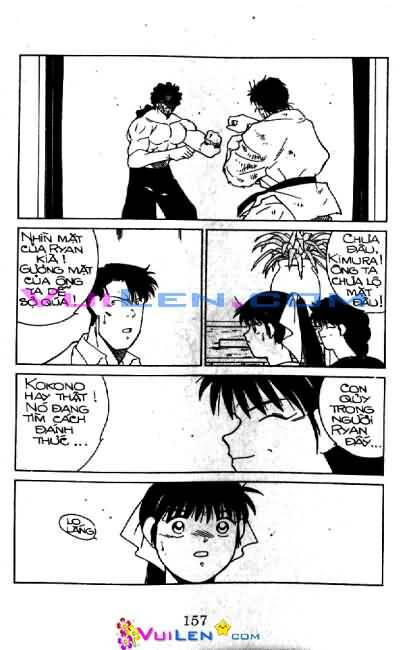 NHÌN MẶT
CỦA RYAN
KÌA!
GƯƠNG MẶT
CỦA ÔNG
TA DỄ
SỢ QUÁ!
CHƯA
ĐÂU,
KIMURA!
ÔNG TA
CHƯA LỘ
MẶT
ĐÂU!
VUILEN.COM
KOKONO
HAY THẬT!
NÓ ĐANG
TÌM CÁCH
ĐÁNH
THỨC...
CON
QUỶ
TRONG
NGƯỜI
RYAN
ĐẤY...
LO
LẮNG
157
VUILEN.COM